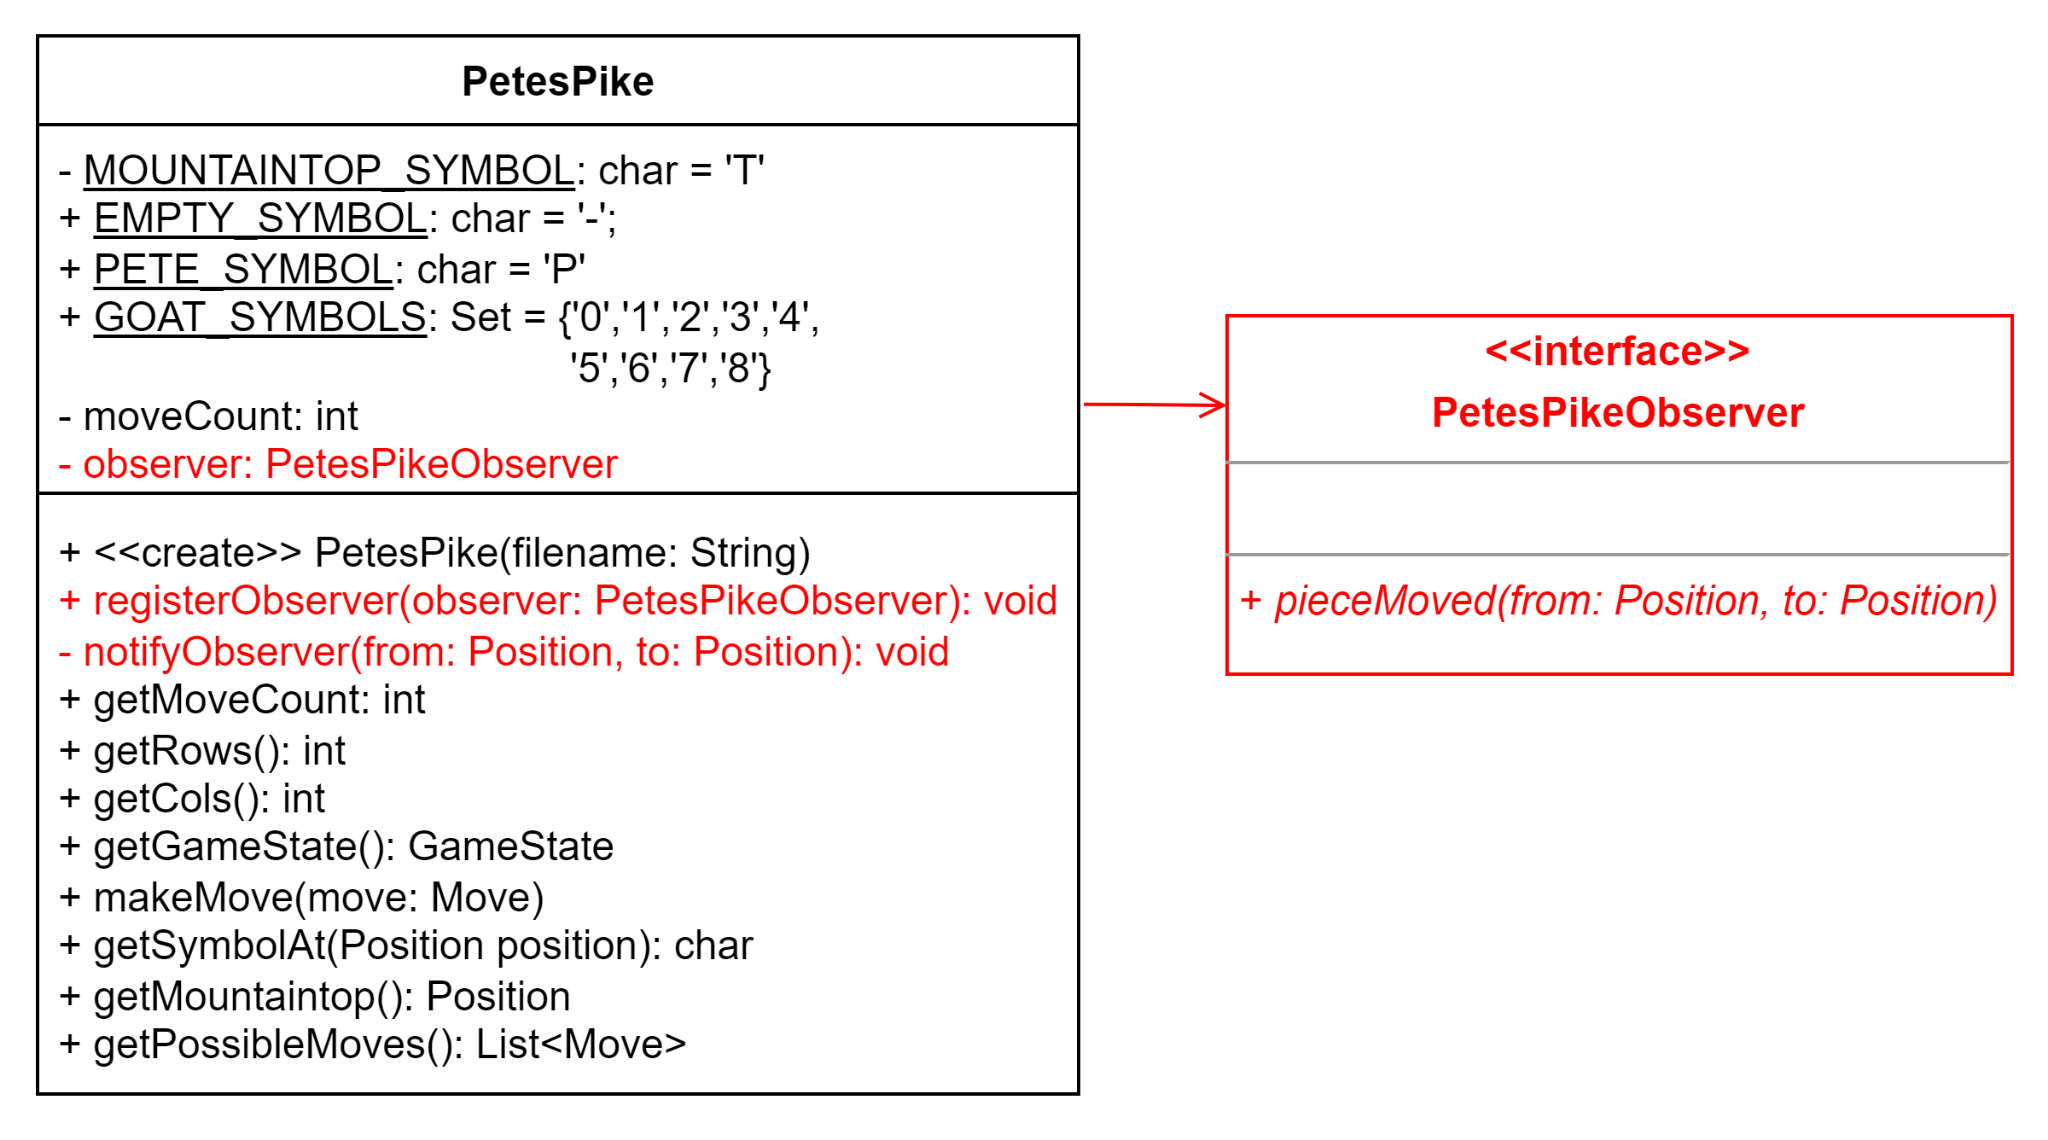 PetesPike
- MOUNTAINTOP_SYMBOL: char = 'T'
+ EMPTY_SYMBOL: char = '-';
+ PETE_SYMBOL: char = 'P'
+ GOAT_SYMBOLS: Set = {'0','1','2','3','4',
'5','6','7','8'}
- moveCount: int
- observer: PetesPikeObserver
+ <<create>> PetesPike(filename: String)
+ registerObserver(observer: PetesPikeObserver): void
- notifyObserver(from: Position, to: Position): void
+ getMoveCount: int
+ getRows(): int
+ getCols(): int
+ getGameState(): GameState
+ makeMove(move: Move)
+ getSymbolAt(Position position): char
+ getMountaintop(): Position
+ getPossibleMoves(): List<Move>
<<interface>>
PetesPikeObserver
+ pieceMoved(from: Position, to: Position)